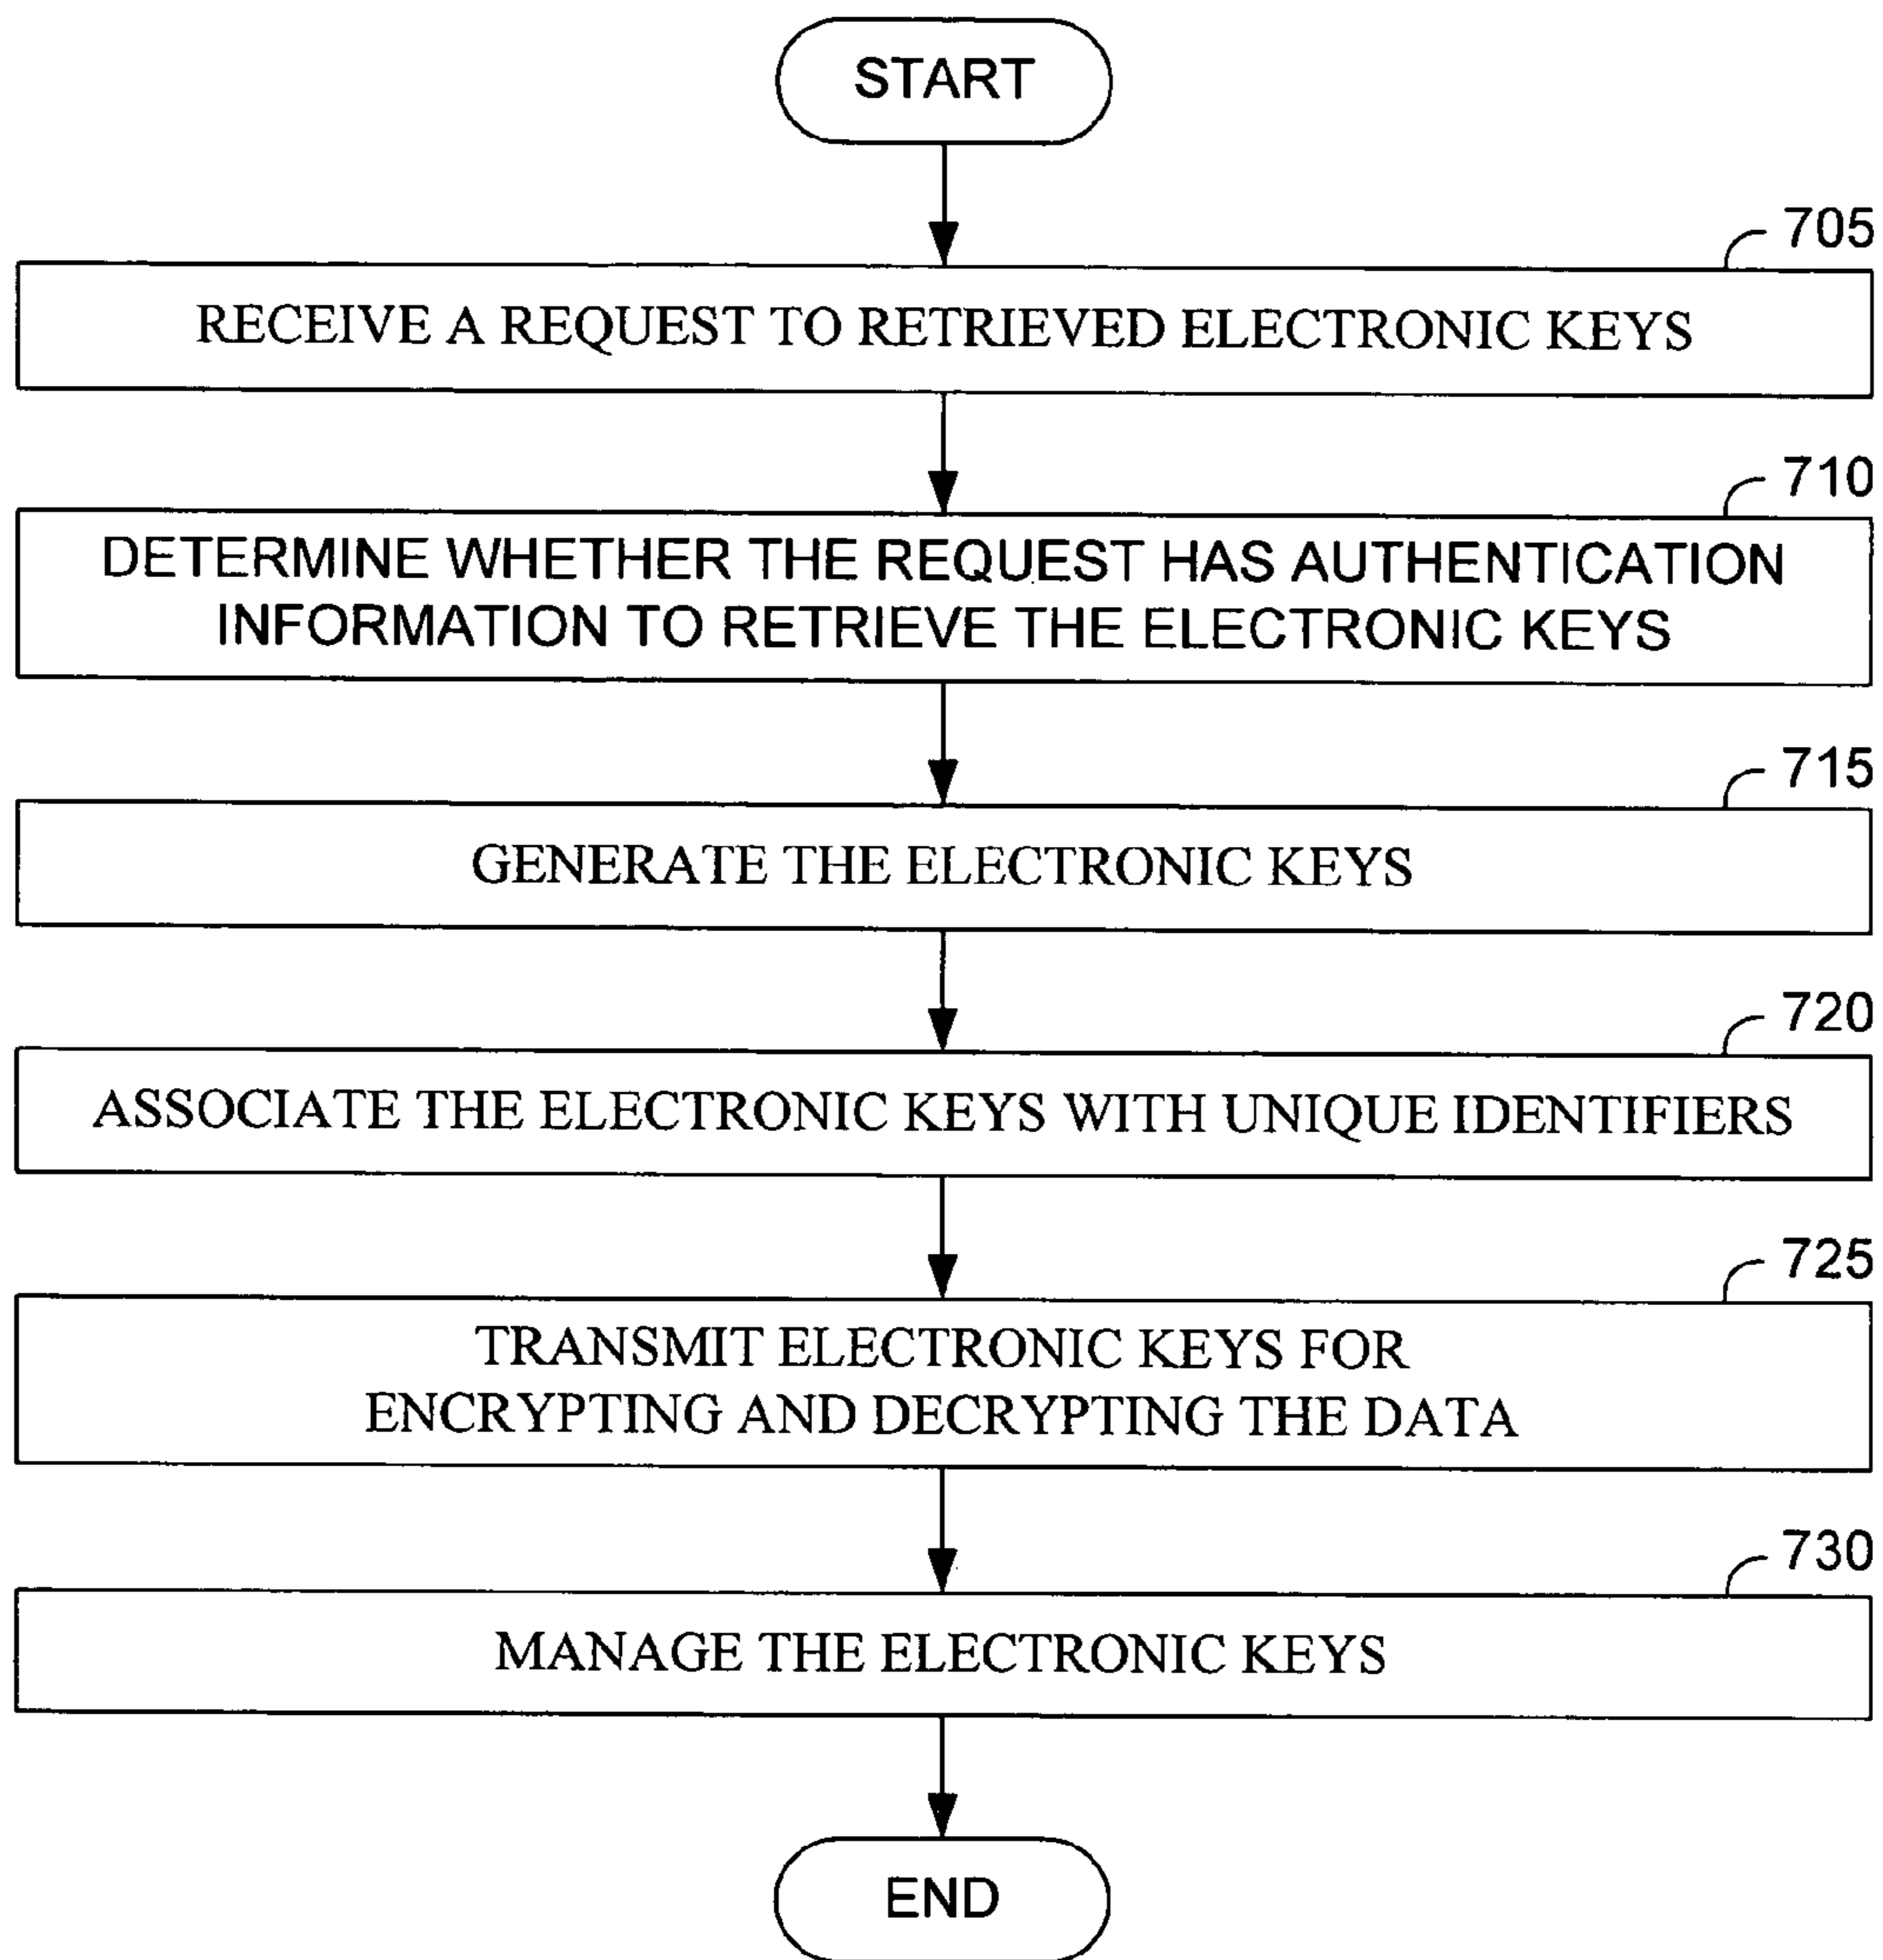 START
705
RECEIVE A REQUEST TO RETRIEVED ELECTRONIC KEYS
710
DETERMINE WHETHER THE REQUEST HAS AUTHENTICATION
INFORMATION TO RETRIEVE THE ELECTRONIC KEYS
715
GENERATE THE ELECTRONIC KEYS
720
ASSOCIATE THE ELECTRONIC KEYS WITH UNIQUE IDENTIFIERS
725
TRANSMIT ELECTRONIC KEYS FOR
ENCRYPTING AND DECRYPTING THE DATA
730
MANAGE THE ELECTRONIC KEYS
END